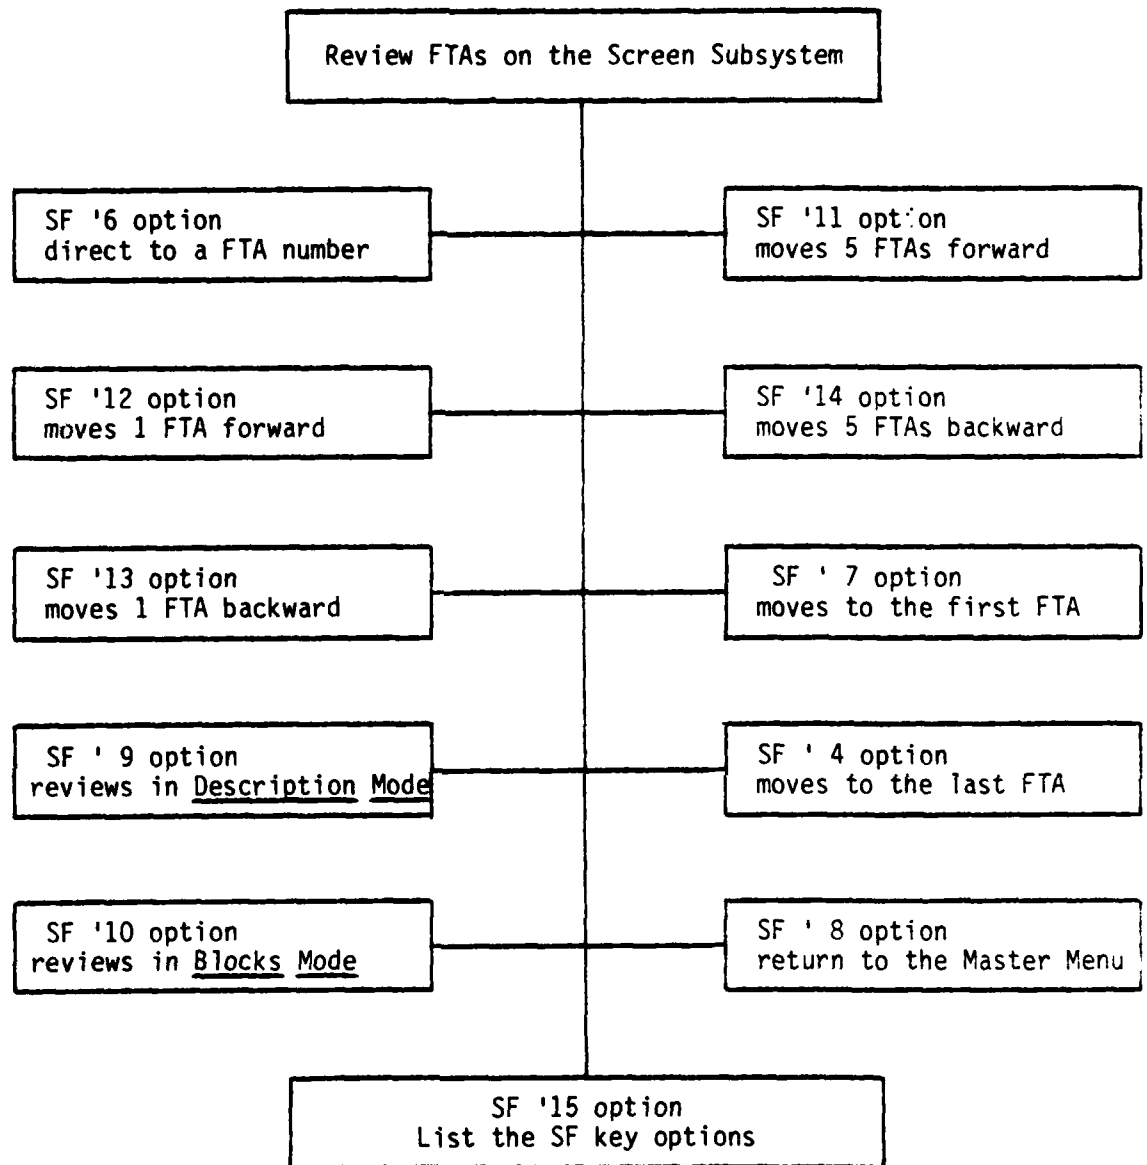 Review FTAs on the Screen Subsystem
SF '6 option
direct to a FTA number
SF '11 option
moves 5 FTAs forward
SF '12 option
moves 1 FTA forward
SF '14 option
moves 5 FTAs backward
SF '13 option
moves 1 FTA backward
SF ' 7 option
moves to the first FTA
SF ' 9 option
reviews in Description Mode
SF ' 4 option
moves to the last FTA
SF '10 option
reviews in Blocks Mode
SF ' 8 option
return to the Master Menu
SF '15 option
List the SF key options